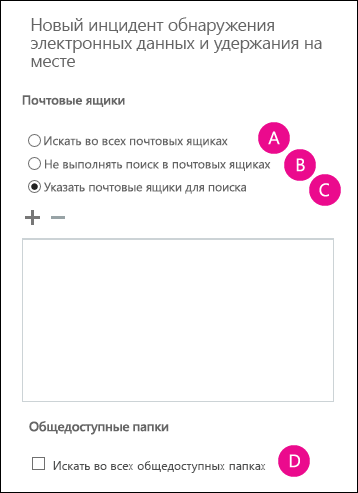 Новый инцидент обнаружения
электронных данных и удержания на
месте
Почтовые ящики
Искать во всех почтовых ящиках A
Не выполнять поиск в почтовых ящиках B
Указать почтовые ящики для поиска C
Общедоступные папки
Искать во всех общедоступных папках D